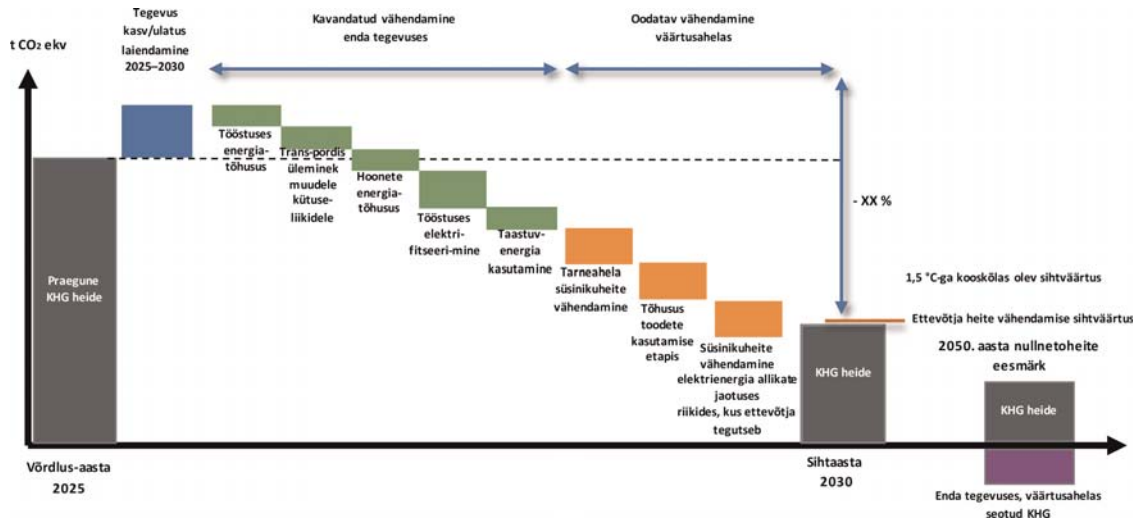 Tegevus
kasv/ulatus
laiendamine
2025–2030
Kavandatud vähendamine
enda tegevuses
Oodatav vähendamine
väärtusahelas
t CO₂ ekv
Tööstuses
energia-
tõhusus
Trans-pordis
üleminek
muudele
kütuse-
liikidele
Hoonete
energia-
tõhusus
Tööstuses
elektri-
fitseeri-mine
Taastuv-
energia
kasutamine
Tarneahela
süsinikuheite
vähendamine
Tõhusus
toodete
kasutamise
etapis
Süsinikuheite
vähendamine
elektrienergia allikate
jaotuses
riikides, kus ettevõtja
tegutseb
- XX %
1,5 °C-ga kooskõlas olev sihtväärtus
Ettevõtja heite vähendamise sihtväärtus
2050. aasta nullnetoheite
eesmärk
Praegune
KHG heide
KHG heide
KHG heide
Võrdlus-aasta
2025
Sihtaasta
2030
Enda tegevuses, väärtusahelas
seotud KHG